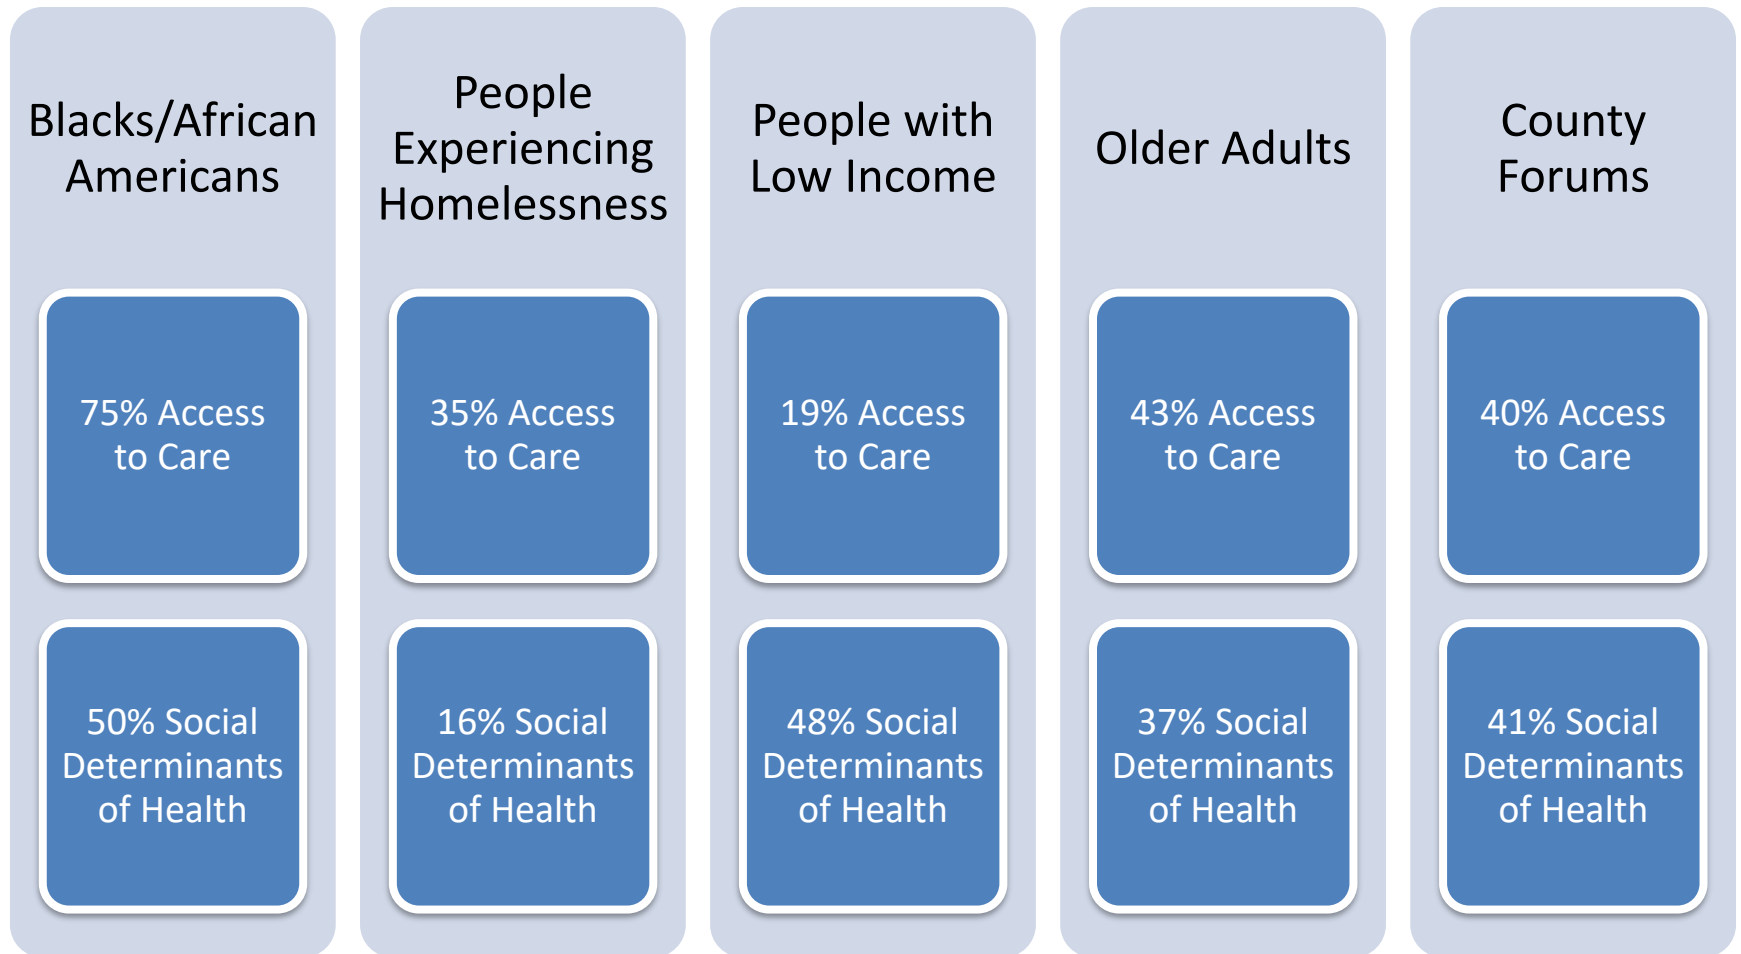 Blacks/African
Americans
75% Access
to Care
50% Social
Determinants
of Health
People
Experiencing
Homelessness
35% Access
to Care
16% Social
Determinants
of Health
People with
Low Income
19% Access
to Care
48% Social
Determinants
of Health
Older Adults
43% Access
to Care
37% Social
Determinants
of Health
County
Forums
40% Access
to Care
41% Social
Determinants
of Health